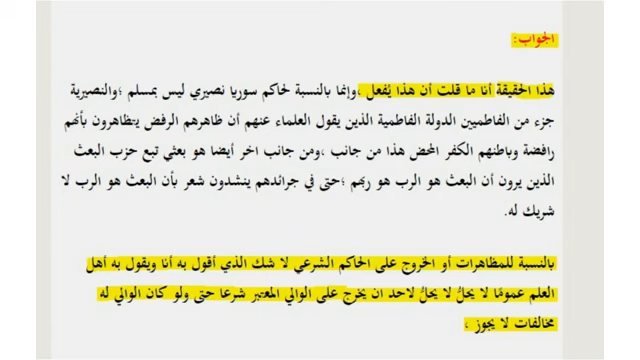 الجواب:
هذا الحقيقة أنا ما قلت أن هذا يُفعل ،وإنما بالنسبة لحاكم سوريا نصيري ليس بمسلم ؛والنصيرية
جزء من الفاطميين الدولة الفاطمية الذين يقول العلماء عنهم أن ظاهرهم الرفض يتظاهرون بأنهم
رافضة وباطنهم الكفر المحض هذا من جانب ،ومن جانب اخر أيضا هو بعثي تبع حزب البعث
الذين يرون أن البعث هو الرب هو ربهم ؛حتى في جرائدهم ينشدون شعر بأن البعث هو الرب لا
شريك له.
بالنسبة للمظاهرات أو الخروج على الحاكم الشرعي لا شك الذي أقول به أنا ويقول به أهل
العلم عمومًا لا يحلُّ لا يحلُّ لاحد ان يخرج على الوالي المعتبر شرعا حتى ولو كان الوالي له
مخالفات لا يجوز ،